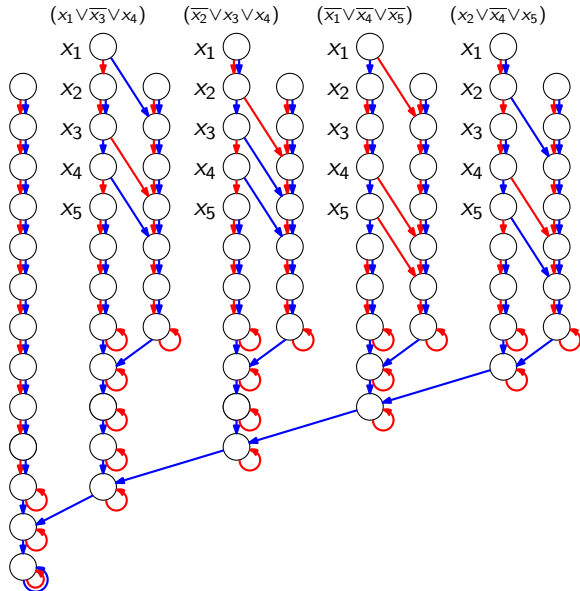 (x₁∨x̅₃∨x₄) (x̅₂∨x₃∨x₄) (x̅₁∨x̅₄∨x̅₅) (x₂∨x̅₄∨x₅)
x₁ x₁ x₁ x₁
x₂ x₂ x₂ x₂
x₃ x₃ x₃ x₃
x₄ x₄ x₄ x₄
x₅ x₅ x₅ x₅